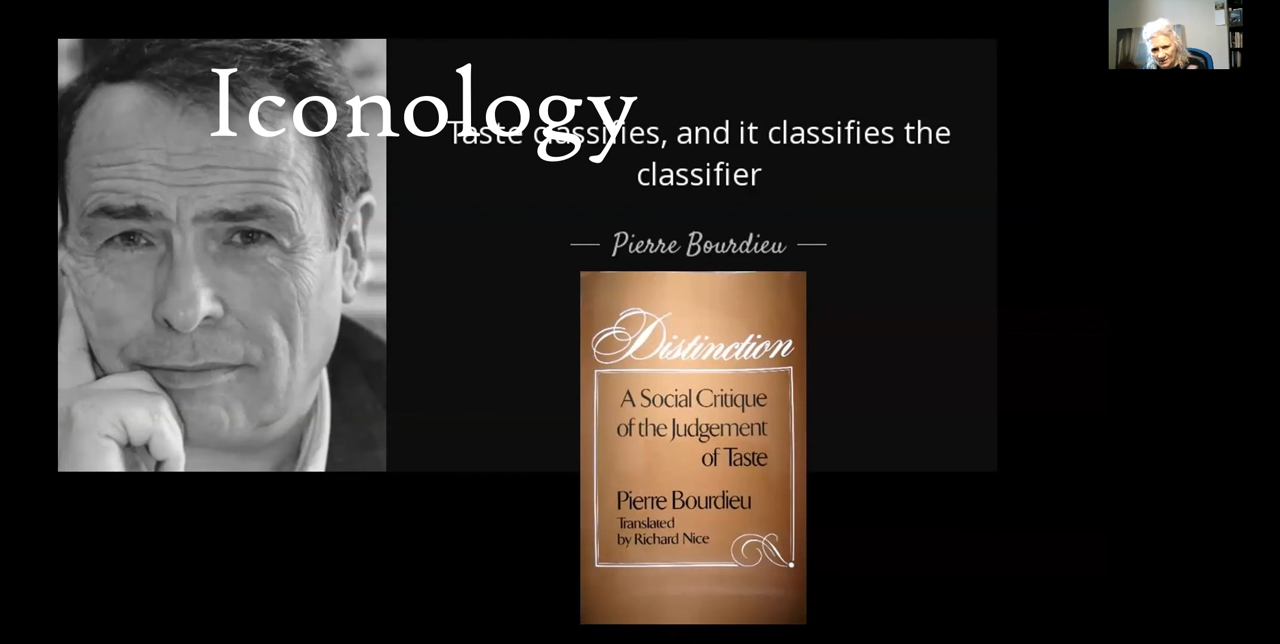 Iconology
Taste classifies, and it classifies the
classifier
Pierre Bourdieu
Distinction
A Social Critique
of the Judgement
of Taste
Pierre Bourdieu
Translated
by Richard Nice